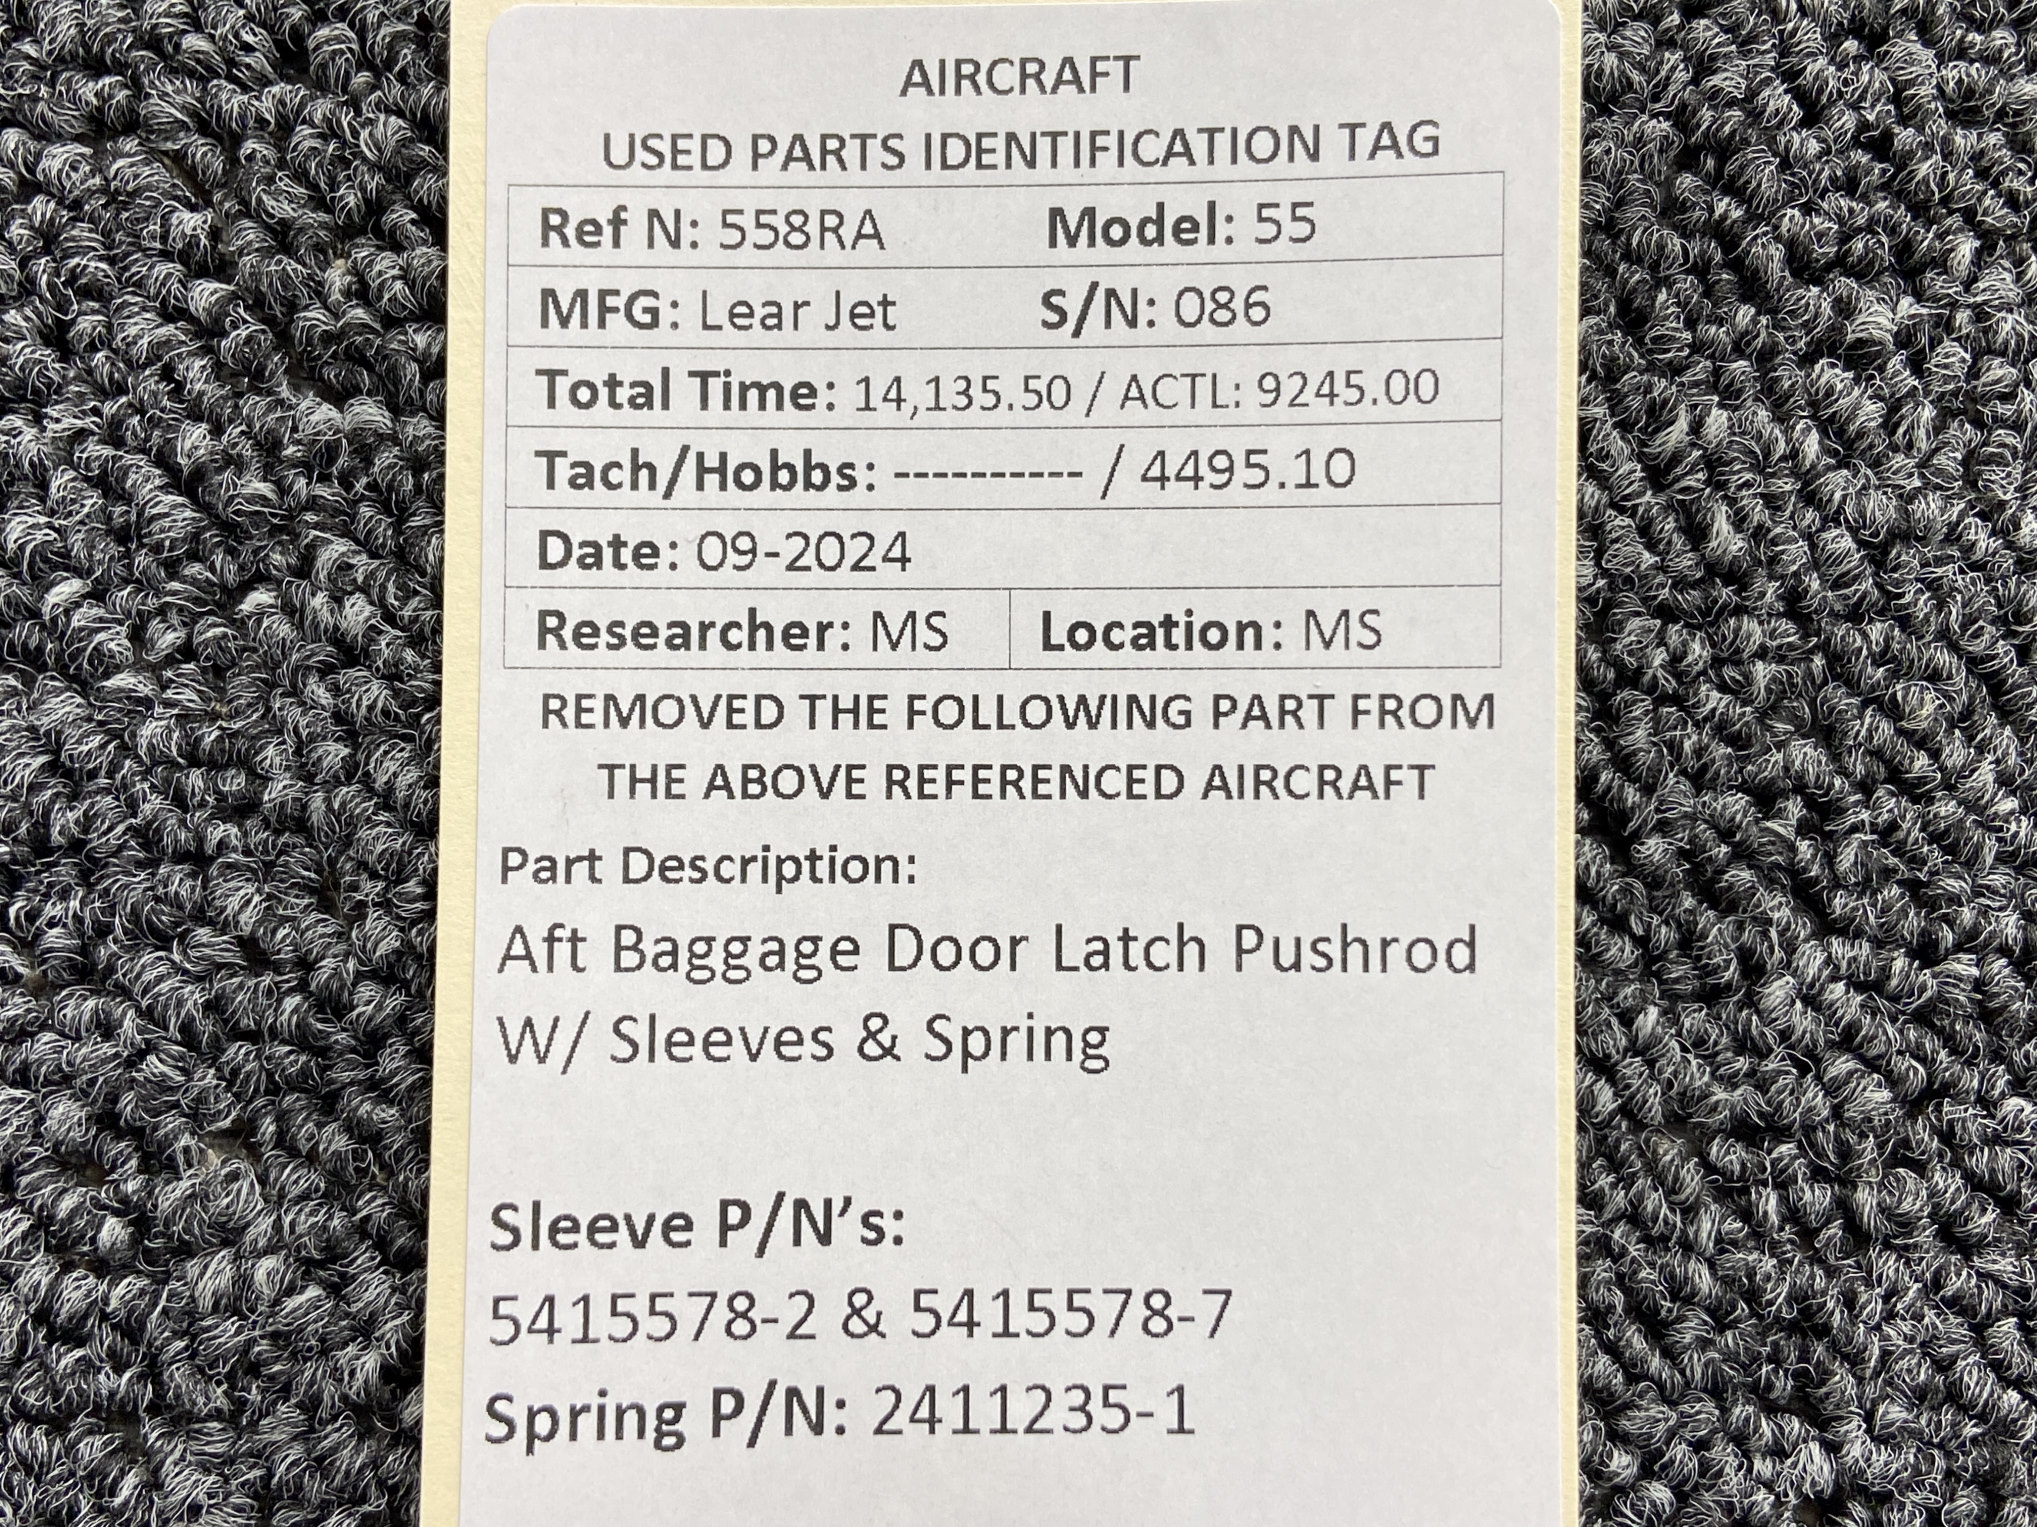 AIRCRAFT
USED PARTS IDENTIFICATION TAG
Ref N: 558RA Model: 55
MFG: Lear Jet S/N: 086
Total Time: 14,135.50 / ACTL: 9245.00
Tach/Hobbs: ---------- / 4495.10
Date: 09-2024
Researcher: MS Location: MS
REMOVED THE FOLLOWING PART FROM
THE ABOVE REFERENCED AIRCRAFT
Part Description:
Aft Baggage Door Latch Pushrod
W/ Sleeves & Spring
Sleeve P/N’s:
5415578-2 & 5415578-7
Spring P/N: 2411235-1